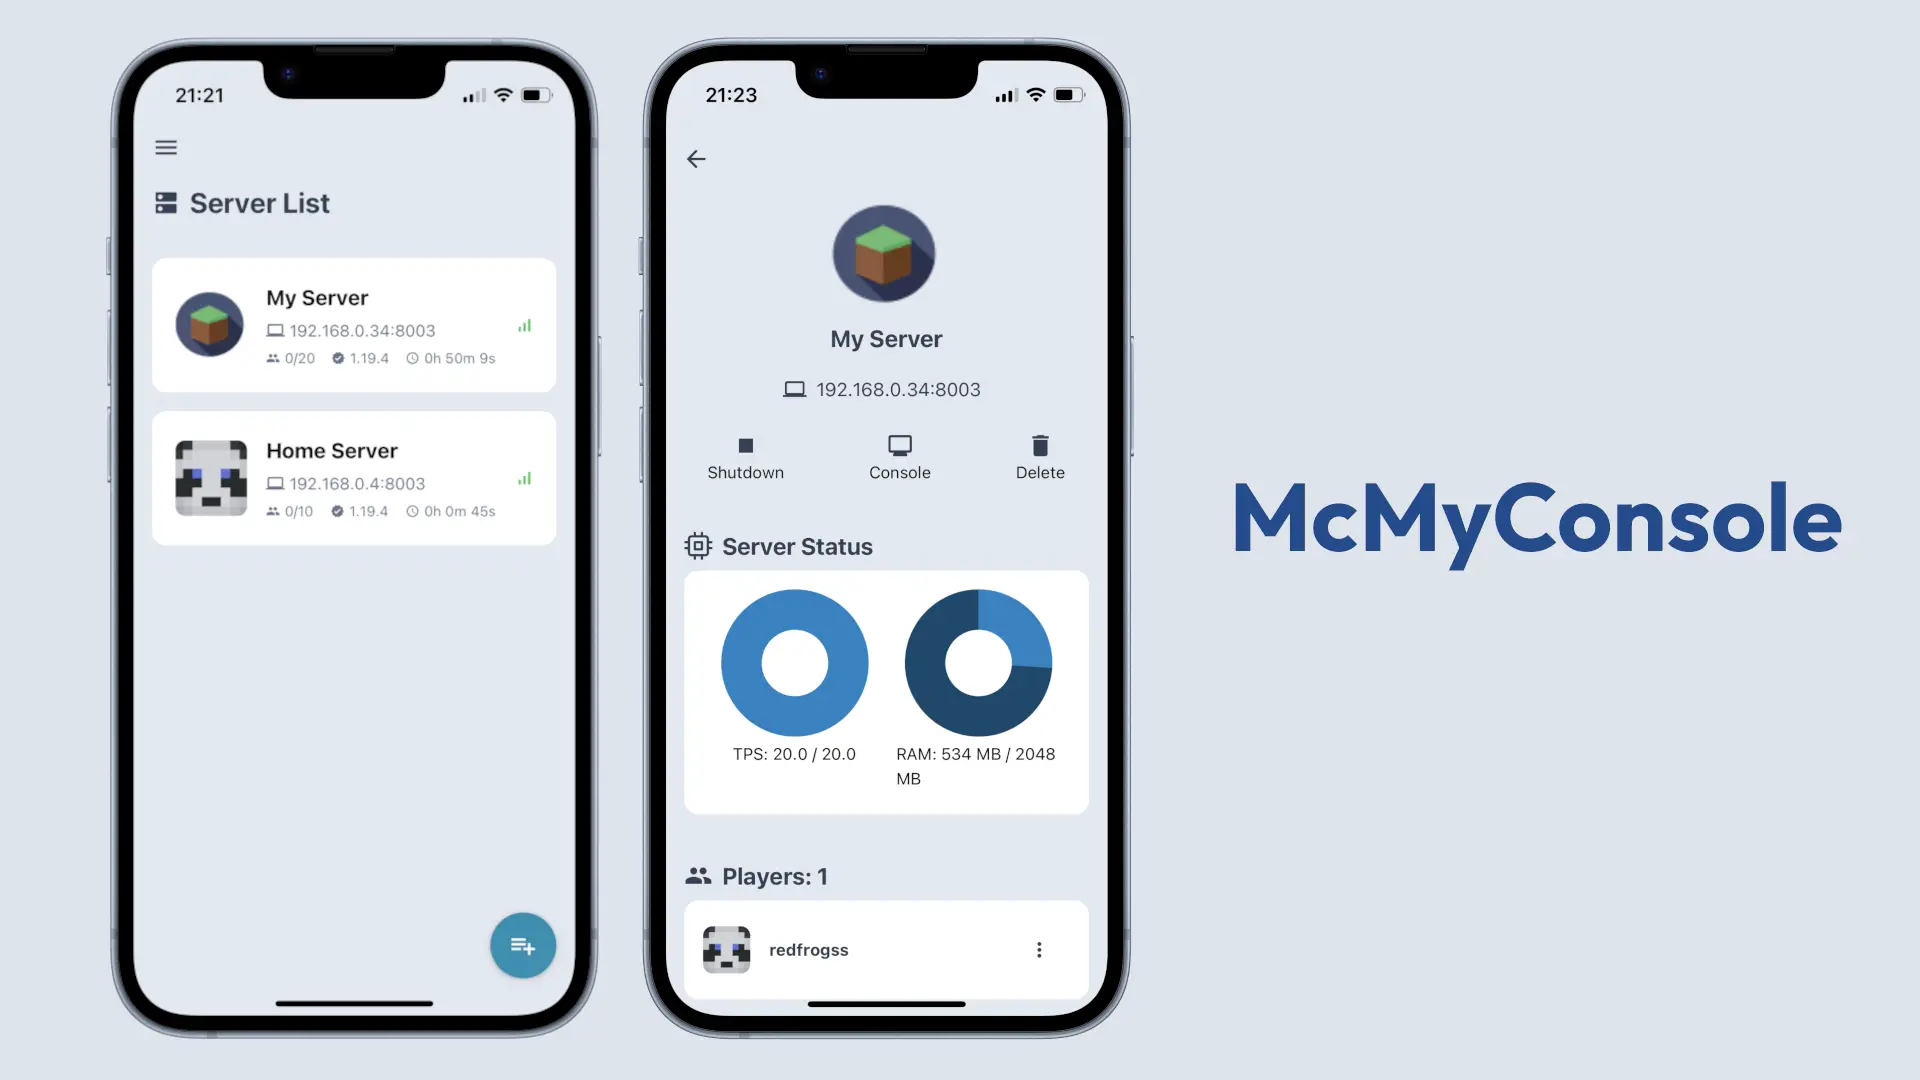 21:21
Server List
My Server
192.168.0.34:8003
0/20 1.19.4 0h 50m 9s
Home Server
192.168.0.4:8003
0/10 1.19.4 0h 0m 45s
21:23
My Server
192.168.0.34:8003
Shutdown Console Delete
Server Status
TPS: 20.0 / 20.0
RAM: 534 MB / 2048
MB
Players: 1
redfrogss
McMyConsole